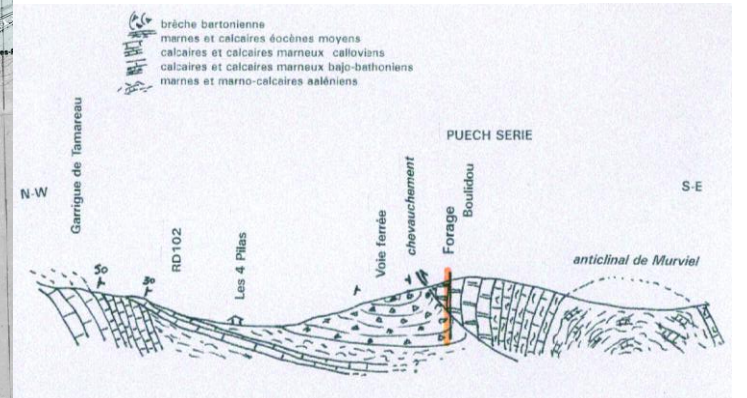 brèche bartonienne
marnes et calcaires éocènes moyens
calcaires et calcaires marneux calloviens
calcaires et calcaires marneux bajo-bathoniens
marnes et marno-calcaires aaléniens
PUECH SERIE
N-W
S-E
Garrigue de Tamareau
RD102
Les 4 Pilas
Voie ferrée
chevauchement
Forage
Boulidou
anticlinal de Murviel
50
30